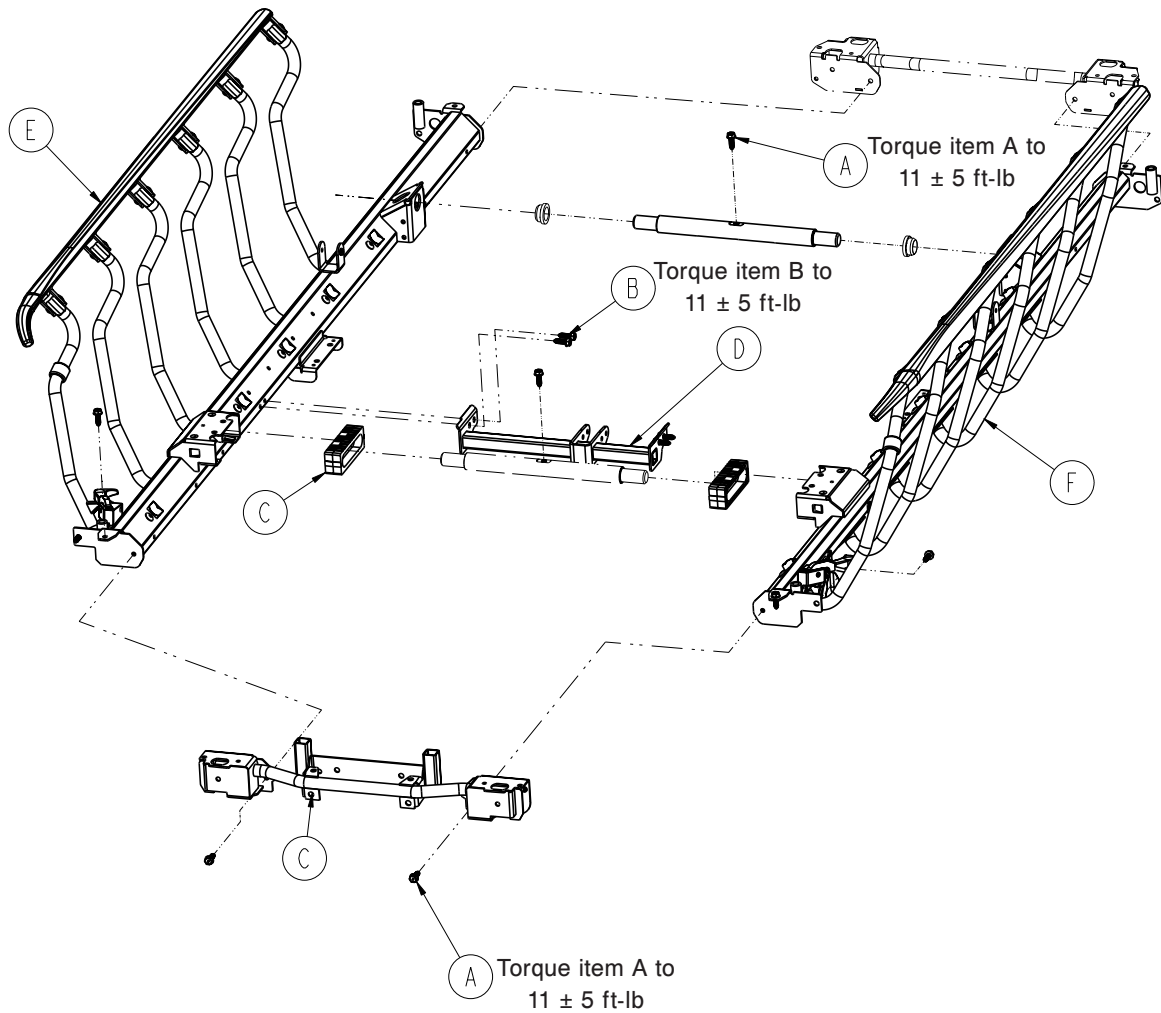 E
A
Torque item A to
11 ± 5 ft-lb
B
Torque item B to
11 ± 5 ft-lb
D
C
F
C
A
Torque item A to
11 ± 5 ft-lb